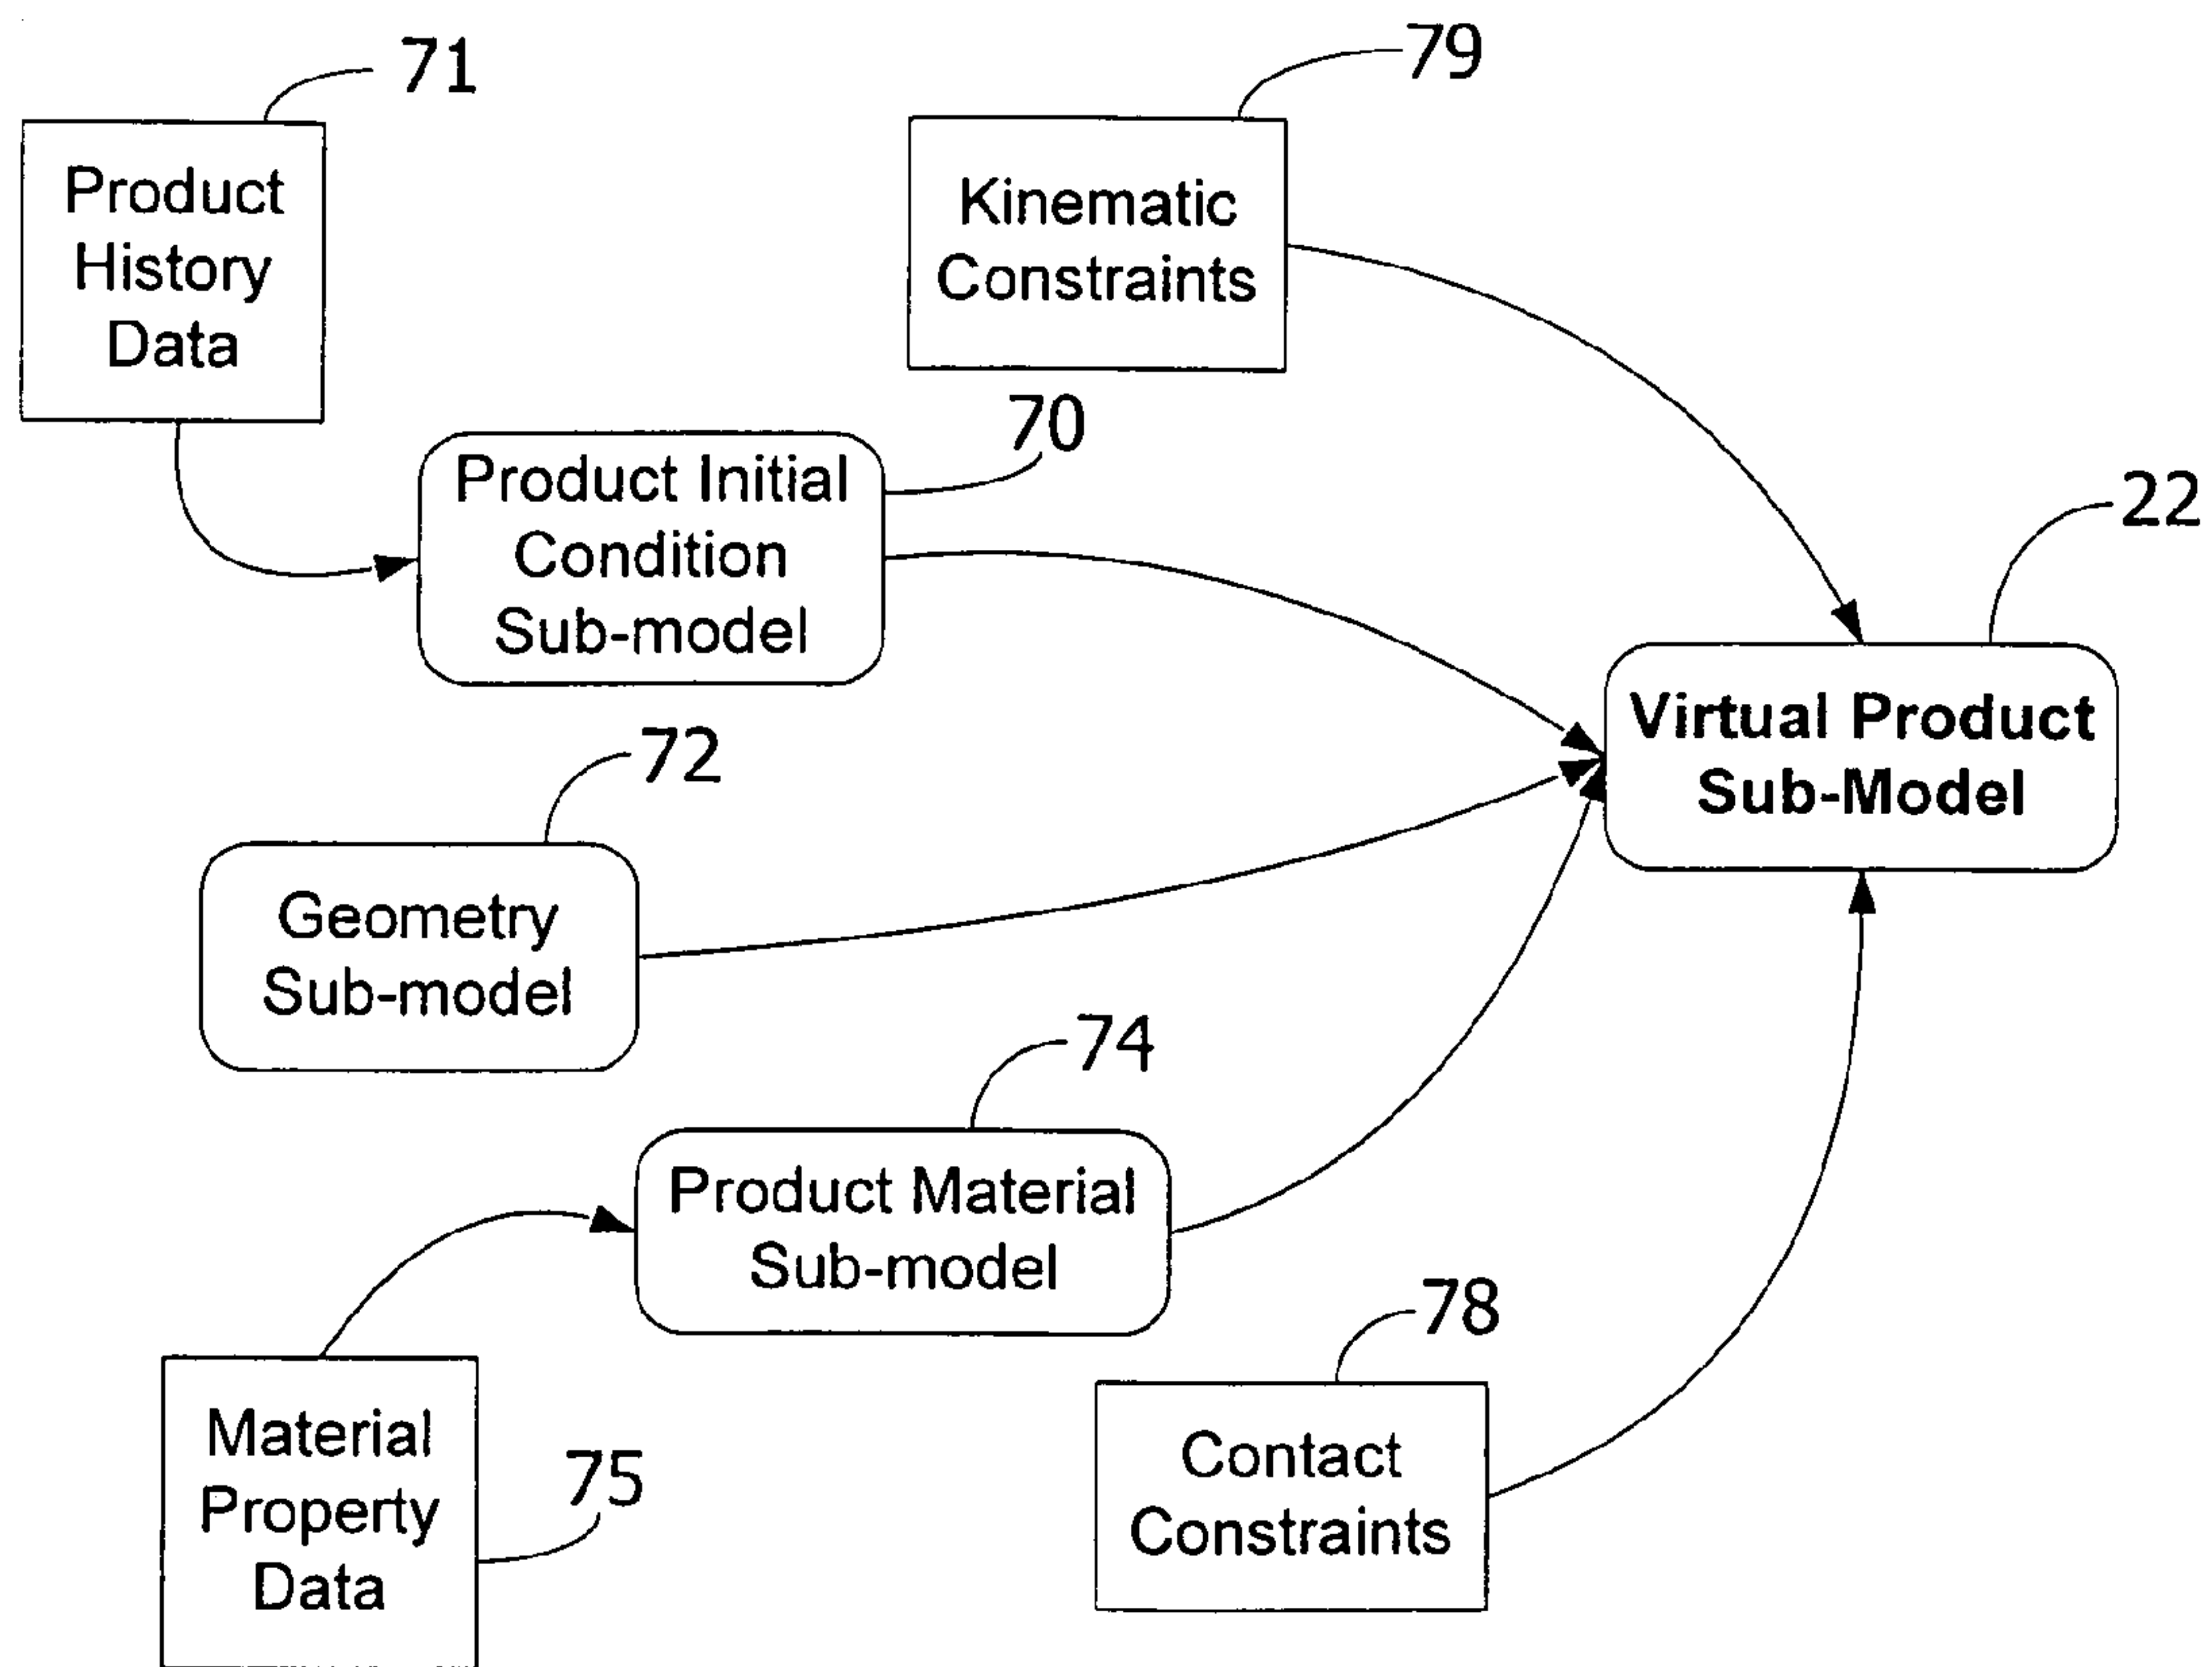 71
Product
History
Data
79
Kinematic
Constraints
70
Product Initial
Condition
Sub-model
22
Virtual Product
Sub-Model
72
Geometry
Sub-model
74
Product Material
Sub-model
75
Material
Property
Data
78
Contact
Constraints